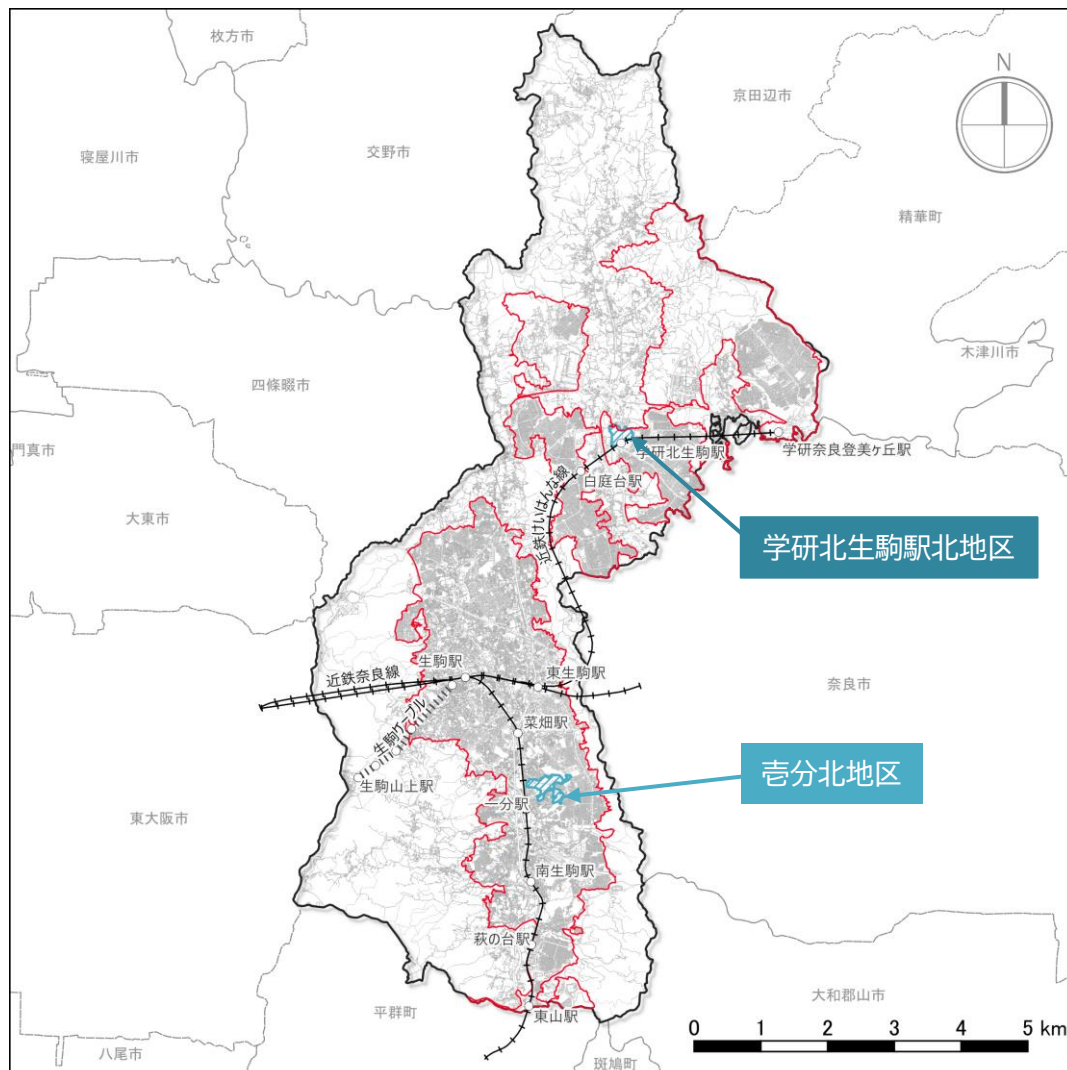 枚方市
N
京田辺市
寝屋川市
交野市
精華町
木津川市
四條畷市
門真市
学研北生駒駅
学研奈良登美ヶ丘駅
白庭台駅
近鉄けいはんな線
大東市
学研北生駒駅北地区
生駒駅
東生駒駅
近鉄奈良線
奈良市
生駒ケーブル
菜畑駅
壱分北地区
生駒山上駅
一分駅
東大阪市
南生駒駅
萩の台駅
大和郡山市
平群町
東山駅
0 1 2 3 4 5 km
八尾市
斑鳩町